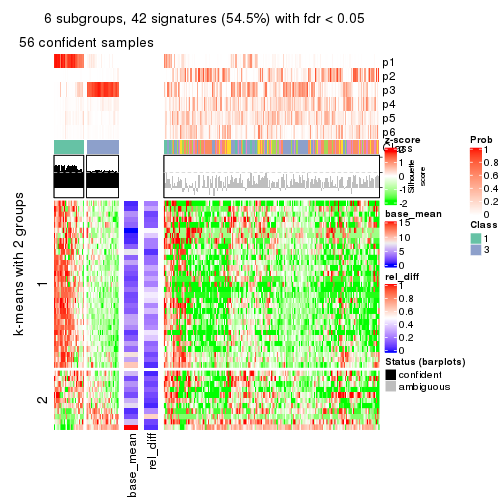 6 subgroups, 42 signatures (54.5%) with fdr < 0.05
56 confident samples
p1
p2
p3
p4
p5
p6
Class
Silhouette
score
k-means with 2 groups
1
2
base_mean
rel_diff
z-score
2
1
0
-1
-2
base_mean
15
10
5
0
rel_diff
1
0.8
0.6
0.4
0.2
0
Status (barplots)
confident
ambiguous
Prob
1
0.8
0.6
0.4
0.2
0
Class
1
3